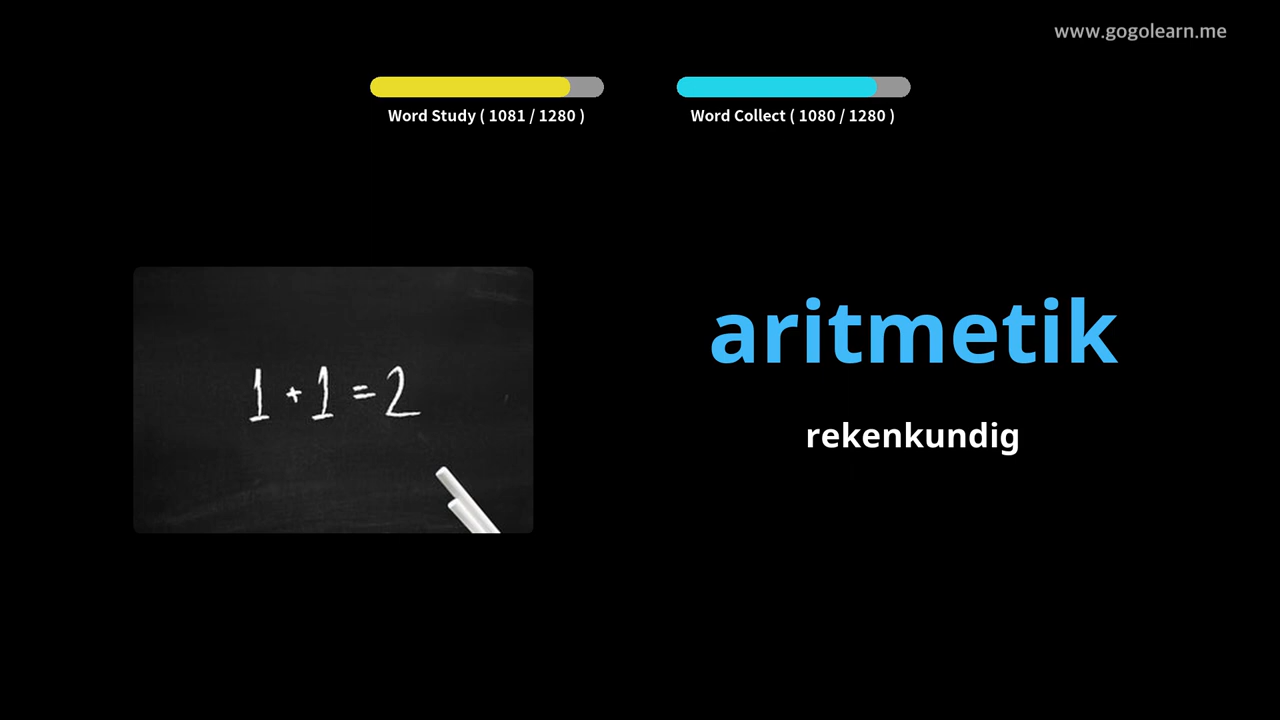 www.gogolearn.me
Word Study ( 1081 / 1280 )
Word Collect ( 1080 / 1280 )
1 + 1 = 2
aritmetik
rekenkundig